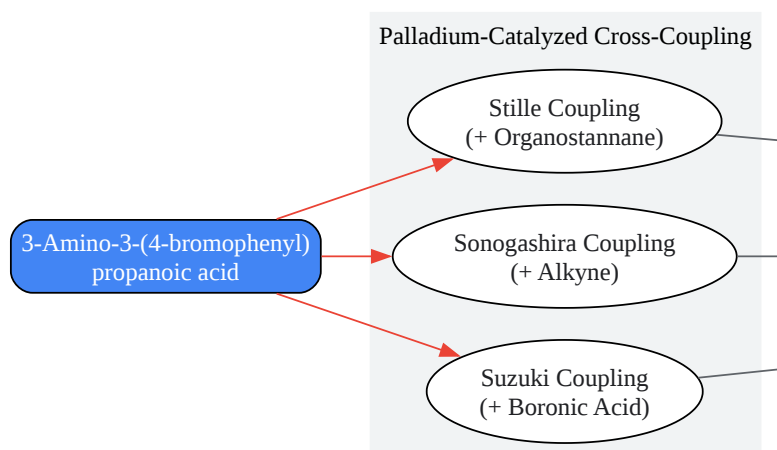 Palladium-Catalyzed Cross-Coupling
Stille Coupling
(+ Organostannane)
3-Amino-3-(4-bromophenyl)
propanoic acid
Sonogashira Coupling
(+ Alkyne)
Suzuki Coupling
(+ Boronic Acid)